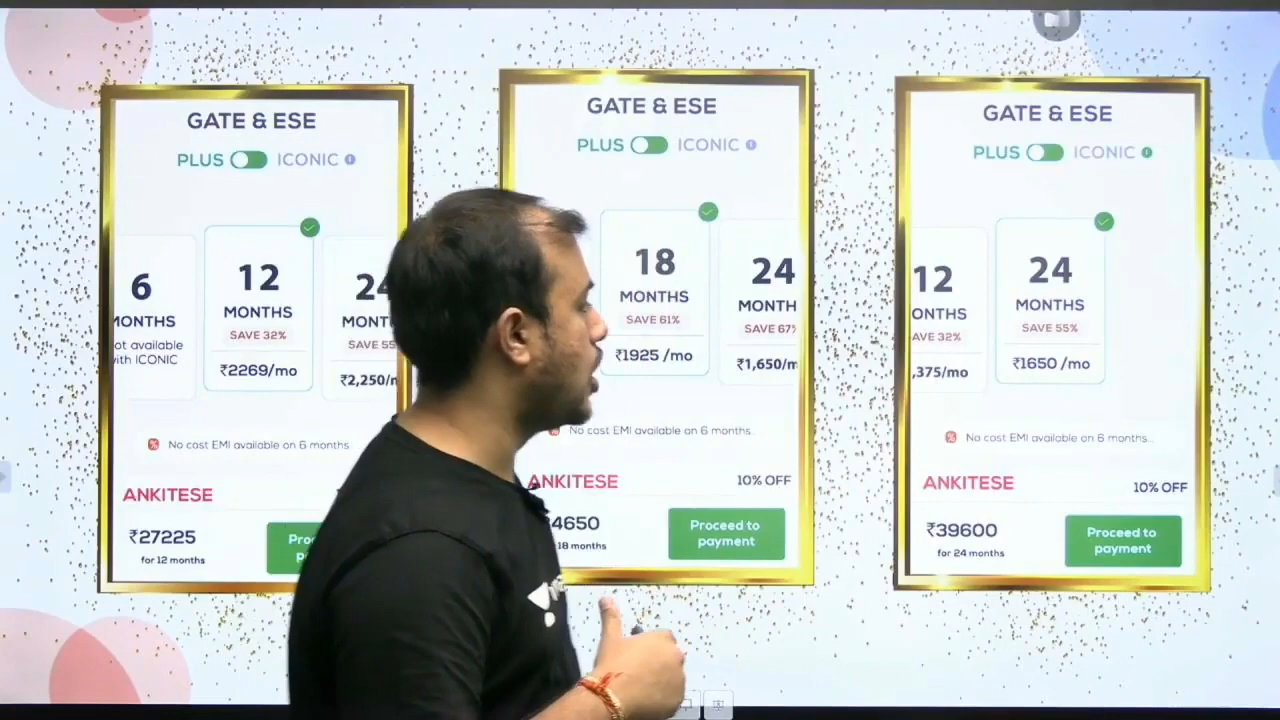 GATE & ESE
PLUS ICONIC
6
MONTHS
ot available
with ICONIC
12
MONTHS
SAVE 32%
₹2269/mo
24
MONT
SAVE 55
₹2,250/m
No cost EMI available on 6 months
ANKITESE
₹27225
for 12 months
Pro
p
GATE & ESE
PLUS ICONIC
18
MONTHS
SAVE 61%
₹1925 /mo
24
MONTH
SAVE 67%
₹1,650/m
No cost EMI available on 6 months..
ANKITESE 10% OFF
4650
18 months
Proceed to
payment
GATE & ESE
PLUS ICONIC
12
ONTHS
AVE 32%
,375/mo
24
MONTHS
SAVE 55%
₹1650 /mo
No cost EMI available on 6 months...
ANKITESE 10% OFF
₹39600
for 24 months
Proceed to
payment